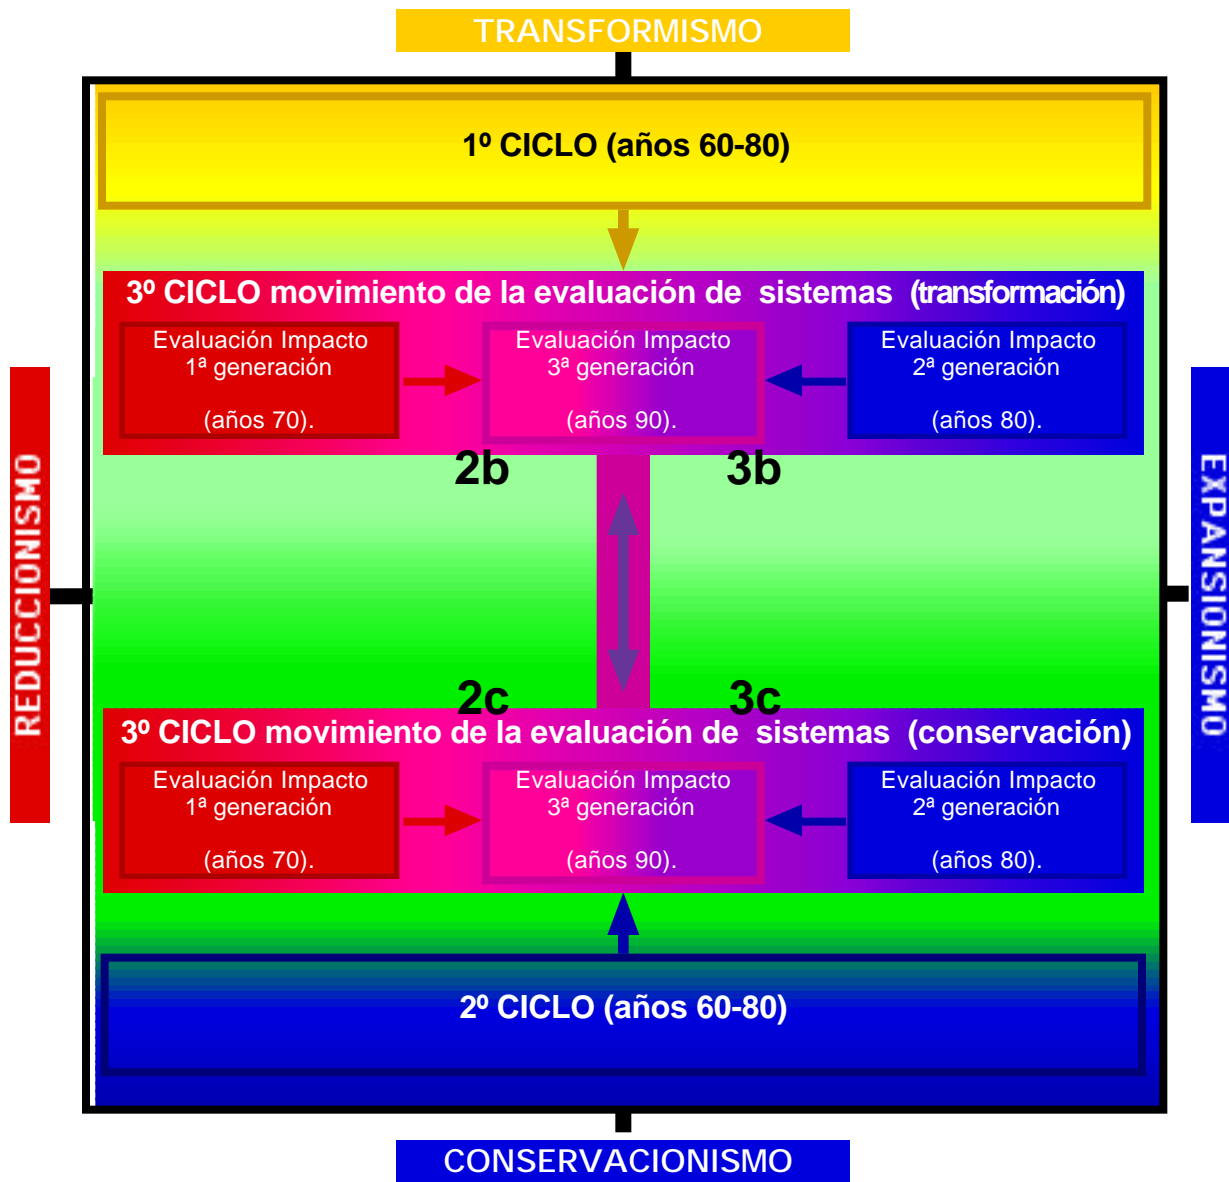 TRANSFORMISMO
1º CICLO (años 60-80)
3º CICLO movimiento de la evaluación de sistemas (transformación)
Evaluación Impacto
1ª generación
(años 70).
Evaluación Impacto
3ª generación
(años 90).
Evaluación Impacto
2ª generación
(años 80).
2b
3b
REDUCCIONISMO
EXPANSIONISMO
2c
3c
3º CICLO movimiento de la evaluación de sistemas (conservación)
Evaluación Impacto
1ª generación
(años 70).
Evaluación Impacto
3ª generación
(años 90).
Evaluación Impacto
2ª generación
(años 80).
2º CICLO (años 60-80)
CONSERVACIONISMO